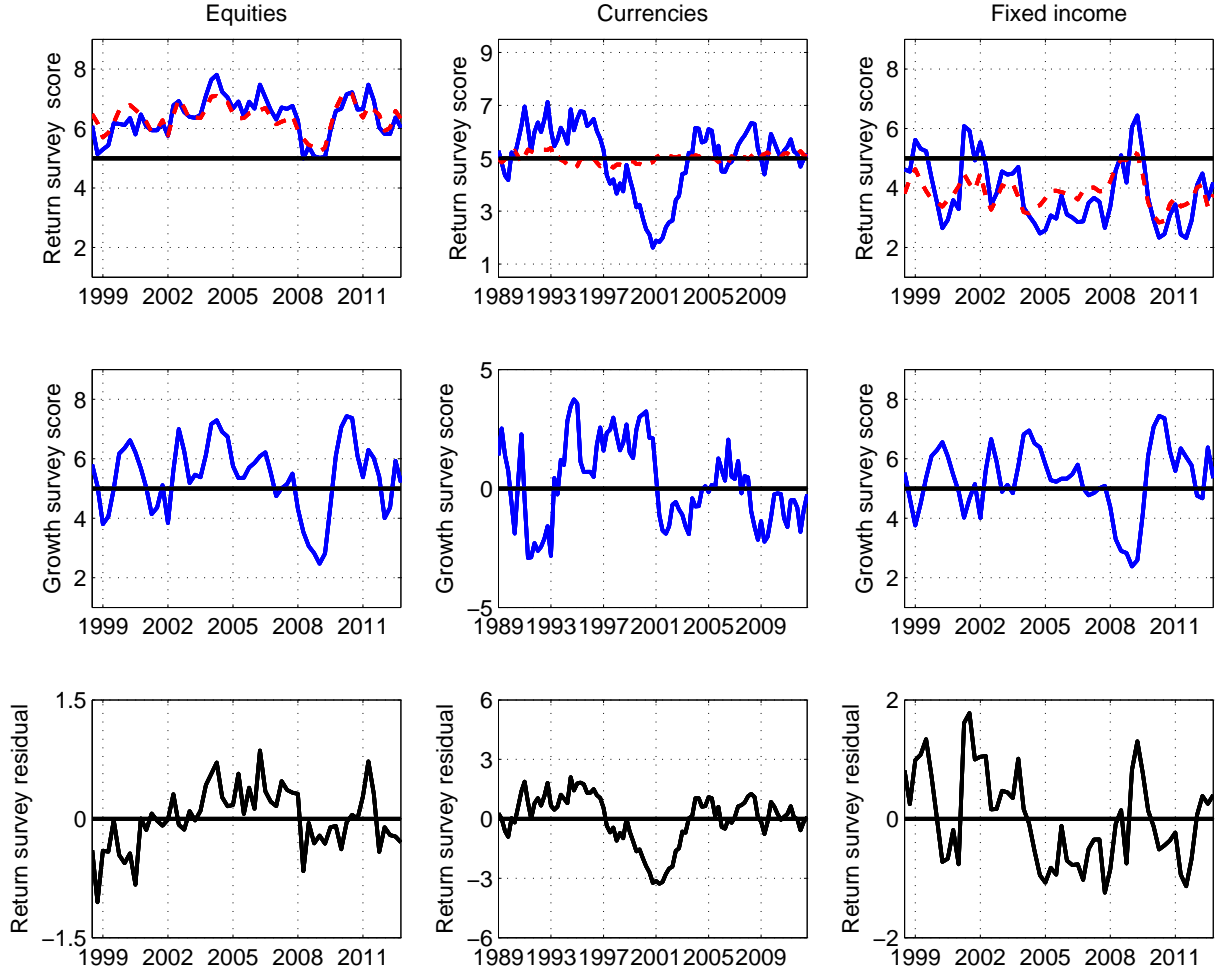 Equities
Currencies
Fixed income
Return survey score
8
6
4
2
1999 2002 2005 2008 2011
Return survey score
9
7
5
3
1
1989 1993 1997 2001 2005 2009
Return survey score
8
6
4
2
1999 2002 2005 2008 2011
Growth survey score
8
6
4
2
1999 2002 2005 2008 2011
Growth survey score
5
0
−5
1989 1993 1997 2001 2005 2009
Growth survey score
8
6
4
2
1999 2002 2005 2008 2011
Return survey residual
1.5
0
−1.5
1999 2002 2005 2008 2011
Return survey residual
6
3
0
−3
−6
1989 1993 1997 2001 2005 2009
Return survey residual
2
0
−2
1999 2002 2005 2008 2011